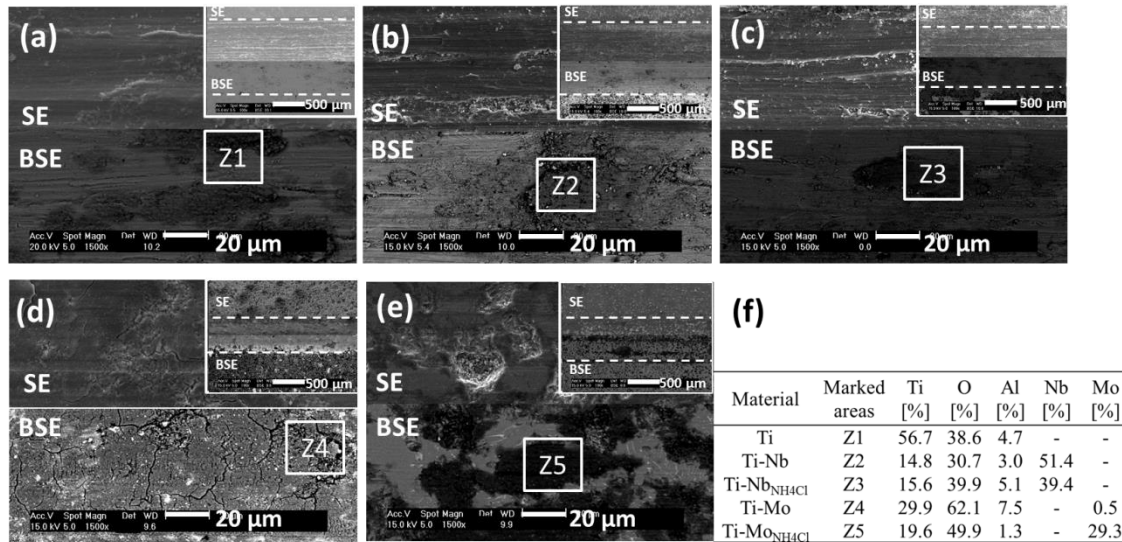 (a)
SE
BSE
500 µm
SE
BSE
Z1
Acc.V Spot Magn Det WD
20.0 kV 5.0 1500x 10.2
20 µm
(b)
SE
BSE
500 µm
SE
BSE
Z2
Acc.V Spot Magn Det WD
15.0 kV 5.4 1500x 10.0
20 µm
(c)
SE
BSE
500 µm
SE
BSE
Z3
Acc.V Spot Magn Det WD
15.0 kV 5.0 1500x 0.0
20 µm
(d)
SE
BSE
500 µm
SE
BSE
Z4
Acc.V Spot Magn Det WD
15.0 kV 5.0 1500x 9.6
20 µm
(e)
SE
BSE
500 µm
SE
BSE
Z5
Acc.V Spot Magn Det WD
15.0 kV 5.0 1500x 9.9
20 µm
(f)
Material Marked areas Ti [%] O [%] Al [%] Nb [%] Mo [%]
Ti Z1 56.7 38.6 4.7 - -
Ti-Nb Z2 14.8 30.7 3.0 51.4 -
Ti-NbNH4Cl Z3 15.6 39.9 5.1 39.4 -
Ti-Mo Z4 29.9 62.1 7.5 - 0.5
Ti-MoNH4Cl Z5 19.6 49.9 1.3 - 29.3